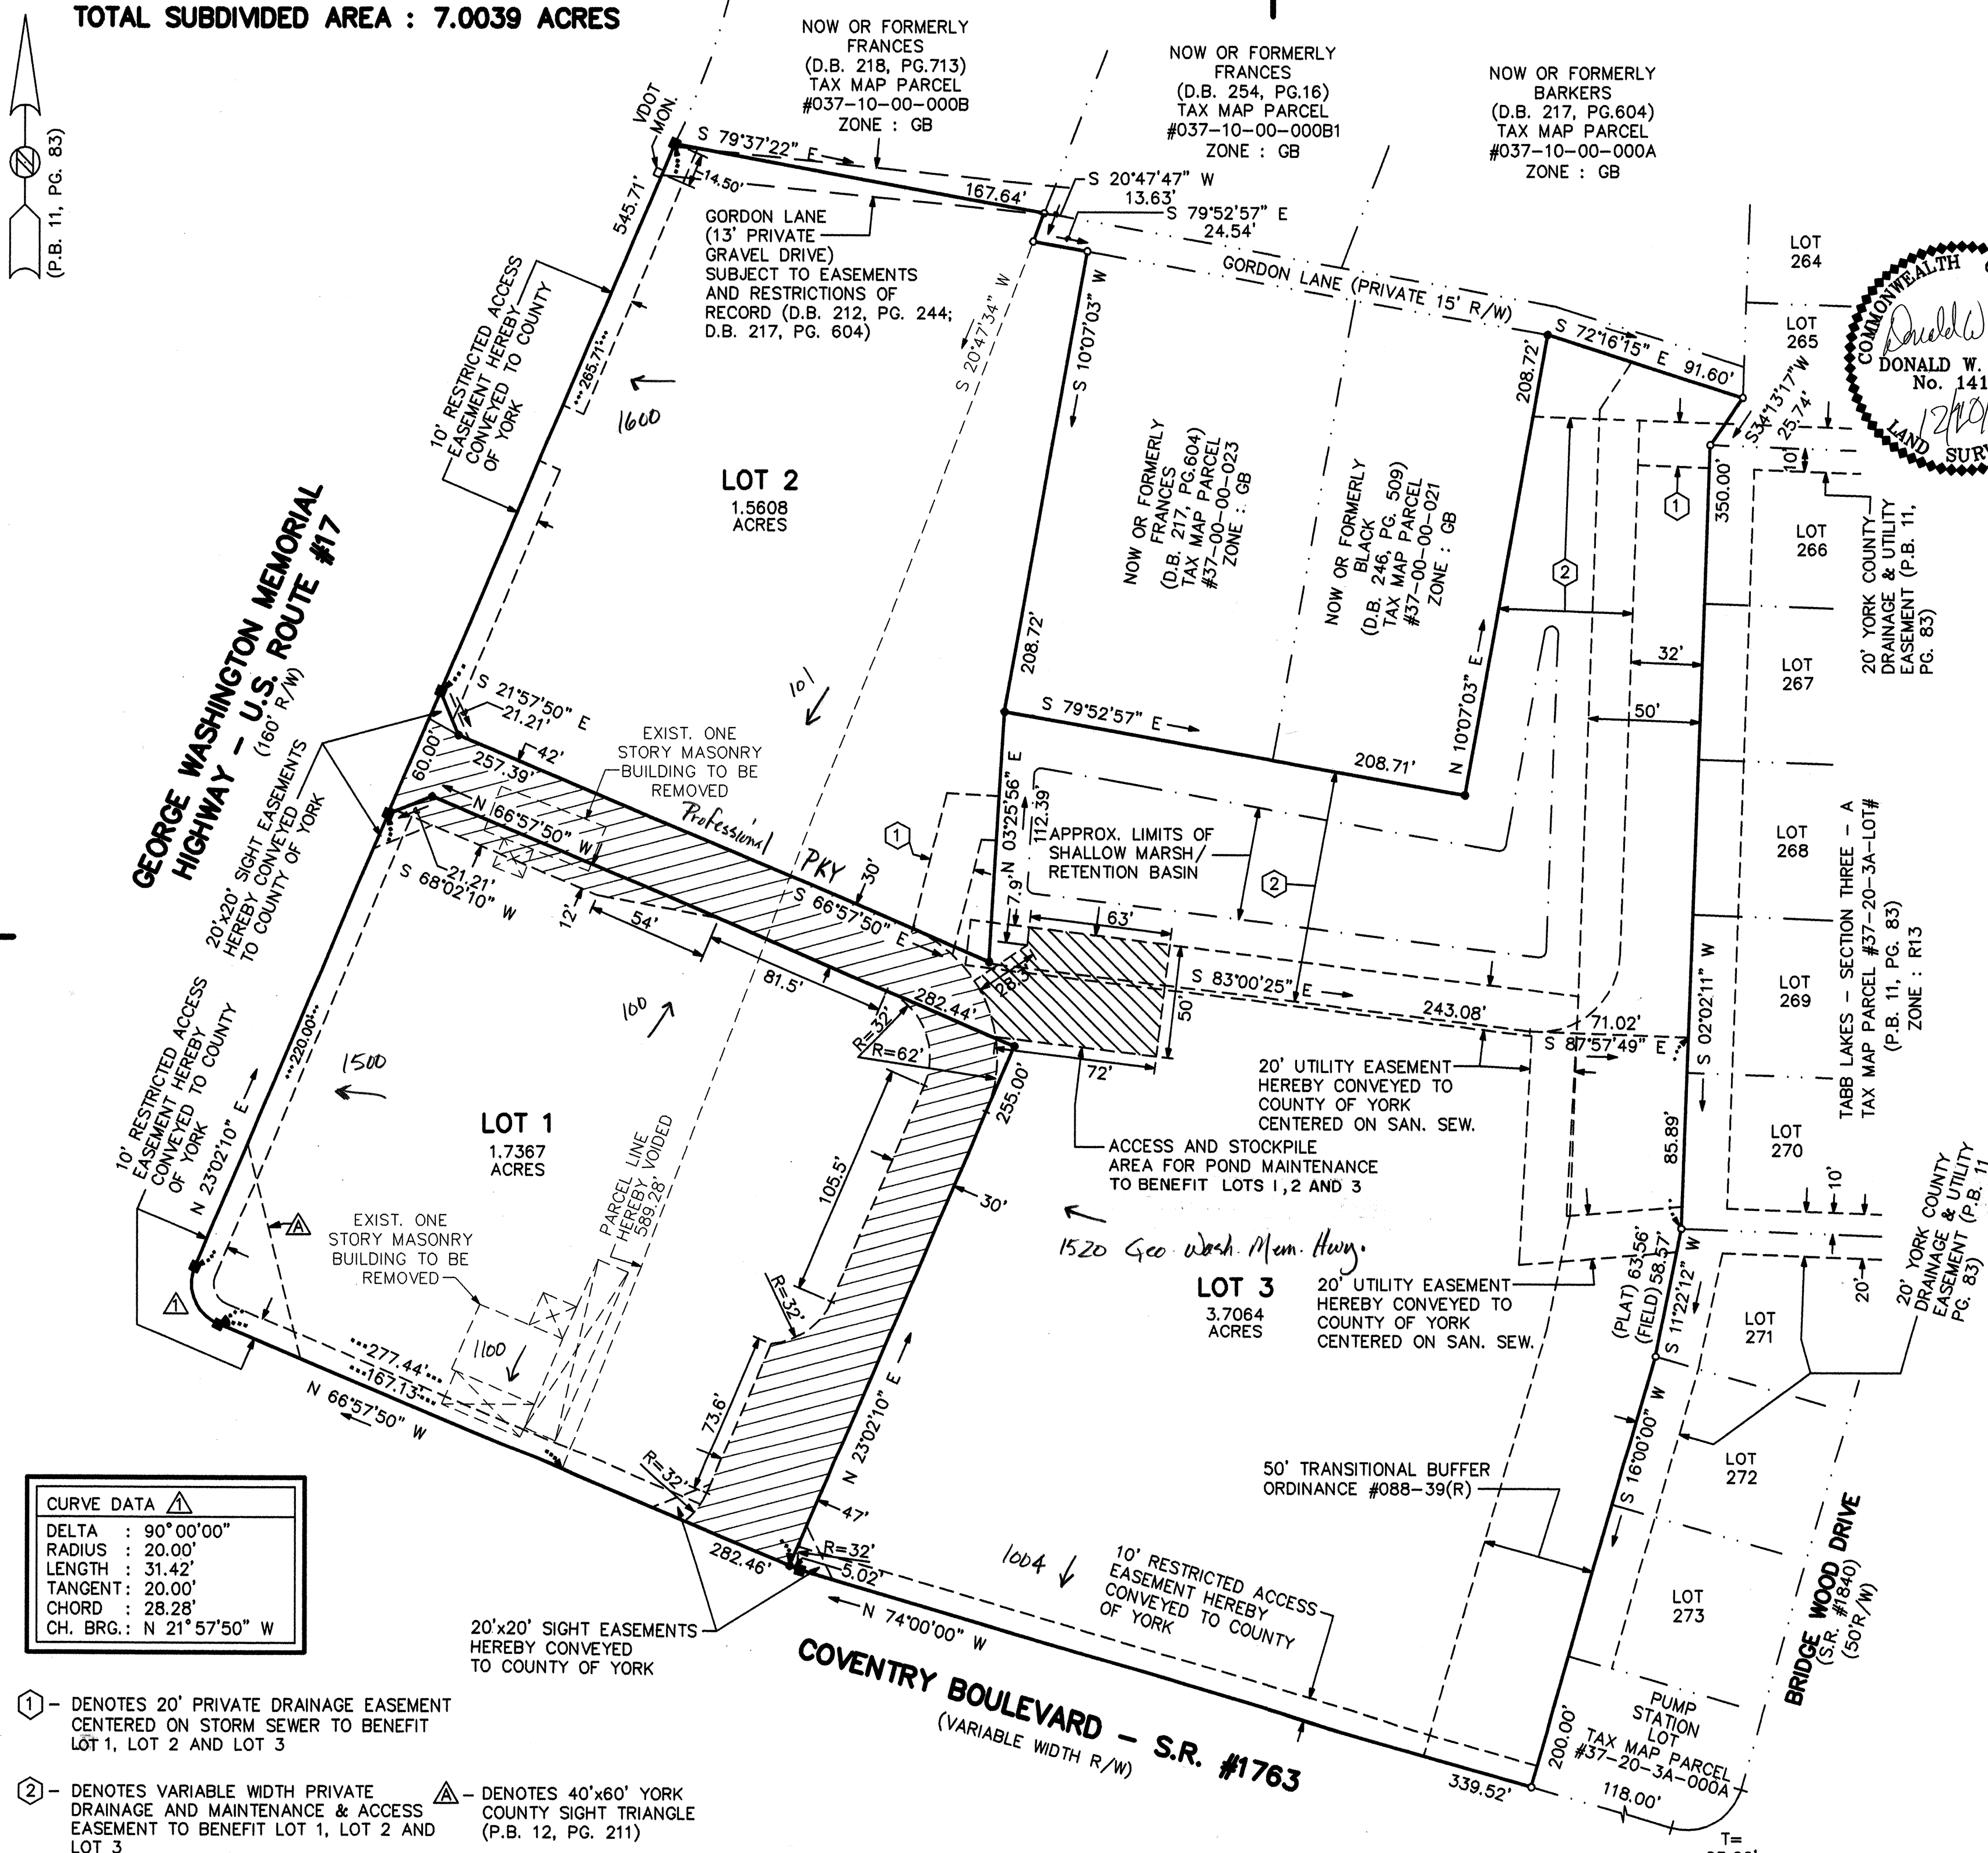 TOTAL SUBDIVIDED AREA : 7.0039 ACRES
(P.B. 11, PG. 83)
VDOT
MON.
NOW OR FORMERLY
FRANCES
(D.B. 218, PG.713)
TAX MAP PARCEL
#037-10-00-000B
ZONE : GB
NOW OR FORMERLY
FRANCES
(D.B. 254, PG.16)
TAX MAP PARCEL
#037-10-00-000B1
ZONE : GB
NOW OR FORMERLY
BARKERS
(D.B. 217, PG.604)
TAX MAP PARCEL
#037-10-00-000A
ZONE : GB
S 79°37'22" E
167.64'
14.50'
S 20°47'47" W
13.63'
S 79°52'57" E
24.54'
GORDON LANE
(13' PRIVATE
GRAVEL DRIVE)
SUBJECT TO EASEMENTS
AND RESTRICTIONS OF
RECORD (D.B. 212, PG. 244;
D.B. 217, PG. 604)
GORDON LANE (PRIVATE 15' R/W)
S 72°16'15" E
91.60'
S34°13'17"W
25.74'
10'
LOT
264
LOT
265
COMMONWEALTH
Donald W.
DONALD W.
No. 141
LAND SUR
545.71'
10' RESTRICTED ACCESS
EASEMENT HEREBY
CONVEYED TO COUNTY
OF YORK
265.71'
1600
S 20°47'34" W
S 10°07'03" W
208.72'
208.72'
LOT 2
1.5608
ACRES
NOW OR FORMERLY
FRANCES
(D.B. 217, PG.604)
TAX MAP PARCEL
#37-00-00-023
ZONE : GB
NOW OR FORMERLY
BLACK
(D.B. 246, PG. 509)
TAX MAP PARCEL
#37-00-00-021
ZONE : GB
N 10°07'03" E
2
1
350.00'
LOT
266
20' YORK COUNTY
DRAINAGE & UTILITY
EASEMENT (P.B. 11,
PG. 83)
32'
50'
LOT
267
GEORGE WASHINGTON MEMORIAL
HIGHWAY - U.S. ROUTE #17
(160' R/W)
S 21°57'50" E
21.21'
60.00'
42'
257.39'
101
EXIST. ONE
STORY MASONRY
BUILDING TO BE
REMOVED
Professional PKY
S 79°52'57" E
208.71'
N 03°25'56" E
112.39'
7.9'
1
APPROX. LIMITS OF
SHALLOW MARSH/
RETENTION BASIN
2
LOT
268
LOT
269
TABB LAKES - SECTION THREE - A
TAX MAP PARCEL #37-20-3A-LOT#
(P.B. 11, PG. 83)
ZONE : R13
20'x20' SIGHT EASEMENTS
HEREBY CONVEYED
TO COUNTY OF YORK
N 66°57'50" W
21.21'
S 68°02'10" W
12'
54'
81.5'
30'
S 66°57'50" E
282.44'
R=32'
R=62'
28.3'
63'
50'
72'
S 83°00'25" E
243.08'
71.02'
S 87°57'49" E
S 02°02'11" W
10' RESTRICTED ACCESS
EASEMENT HEREBY
CONVEYED TO COUNTY
OF YORK
220.00'
N 23°02'10" E
1500
100
LOT 1
1.7367
ACRES
PARCEL LINE
HEREBY VOIDED
589.28'
105.5'
255.00'
30'
20' UTILITY EASEMENT
HEREBY CONVEYED TO
COUNTY OF YORK
CENTERED ON SAN. SEW.
ACCESS AND STOCKPILE
AREA FOR POND MAINTENANCE
TO BENEFIT LOTS 1,2 AND 3
85.89'
LOT
270
10'
20'
20' YORK COUNTY
DRAINAGE & UTILITY
EASEMENT (P.B. 11
PG. 83)
A
1
EXIST. ONE
STORY MASONRY
BUILDING TO BE
REMOVED
1100
R=32'
73.6'
R=32'
1520 Geo. Wash. Mem. Hwy.
LOT 3
3.7064
ACRES
20' UTILITY EASEMENT
HEREBY CONVEYED TO
COUNTY OF YORK
CENTERED ON SAN. SEW.
(PLAT) 63.56'
(FIELD) 58.57'
S 11°22'12" W
LOT
271
277.44'
167.13'
N 66°57'50" W
282.46'
N 23°02'10" E
47'
R=32'
5.02'
50' TRANSITIONAL BUFFER
ORDINANCE #088-39(R)
S 16°00'00" W
LOT
272
LOT
273
BRIDGE WOOD DRIVE
(S.R. #1840)
(50'R/W)
CURVE DATA 1
DELTA : 90°00'00"
RADIUS : 20.00'
LENGTH : 31.42'
TANGENT : 20.00'
CHORD : 28.28'
CH. BRG.: N 21°57'50" W
20'x20' SIGHT EASEMENTS
HEREBY CONVEYED
TO COUNTY OF YORK
1004
10' RESTRICTED ACCESS
EASEMENT HEREBY
CONVEYED TO COUNTY
OF YORK
N 74°00'00" W
COVENTRY BOULEVARD - S.R. #1763
(VARIABLE WIDTH R/W)
339.52'
200.00'
PUMP
STATION
LOT
TAX MAP PARCEL
#37-20-3A-000A
118.00'
T=
1 - DENOTES 20' PRIVATE DRAINAGE EASEMENT
CENTERED ON STORM SEWER TO BENEFIT
LOT 1, LOT 2 AND LOT 3
2 - DENOTES VARIABLE WIDTH PRIVATE
DRAINAGE AND MAINTENANCE & ACCESS
EASEMENT TO BENEFIT LOT 1, LOT 2 AND
LOT 3
A - DENOTES 40'x60' YORK
COUNTY SIGHT TRIANGLE
(P.B. 12, PG. 211)